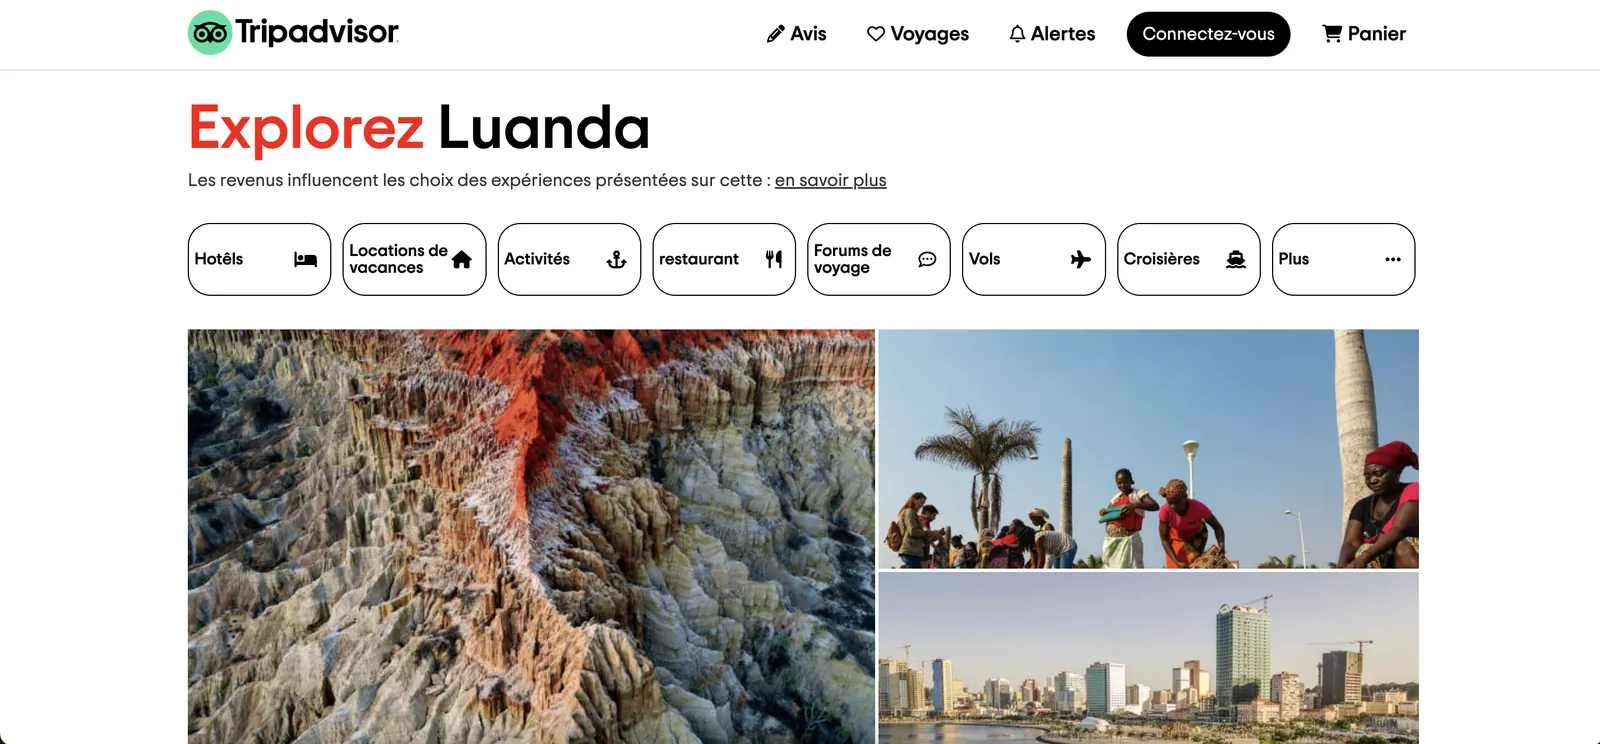 Tripadvisor
Avis
Voyages
Alertes
Connectez-vous
Panier
Explorez Luanda
Les revenus influencent les choix des expériences présentées sur cette : en savoir plus
Hotêls
Locations de
vacances
Activités
restaurant
Forums de
voyage
Vols
Croisières
Plus